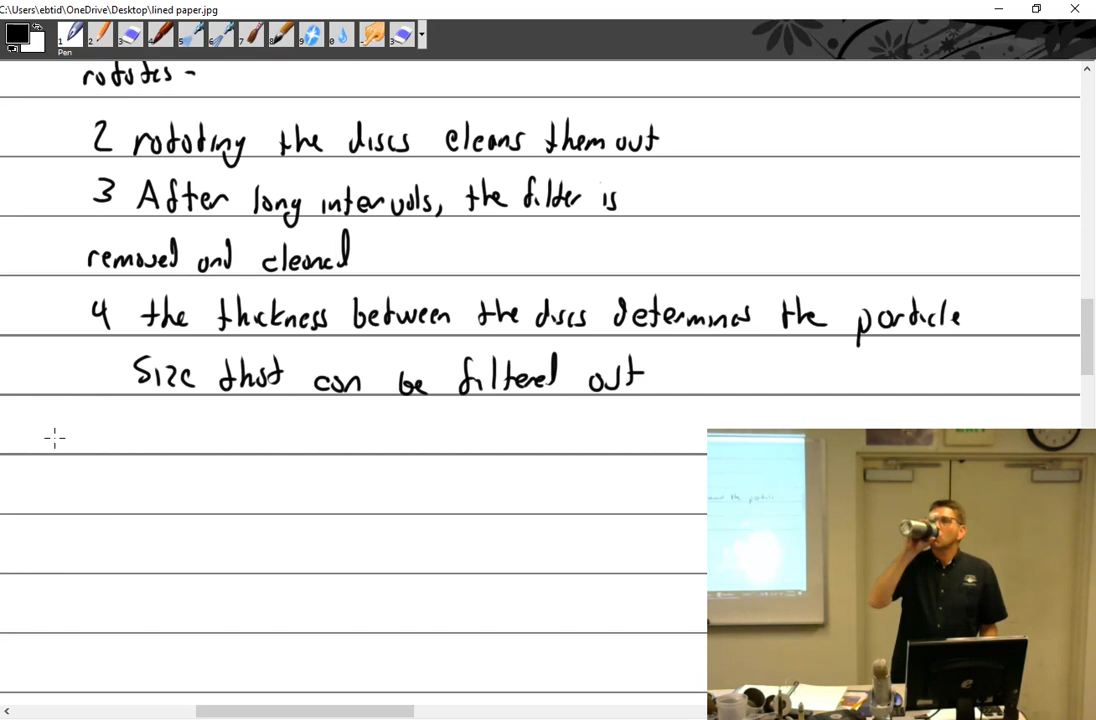 C:\Users\ebtid\OneDrive\Desktop\lined paper.jpg
Pen
rotates -
2 rotating the discs cleans them out
3 After long intervals, the filter is
removed and cleaned
4 the thickness between the discs determines the particle
Size that can be filtered out
EXIT